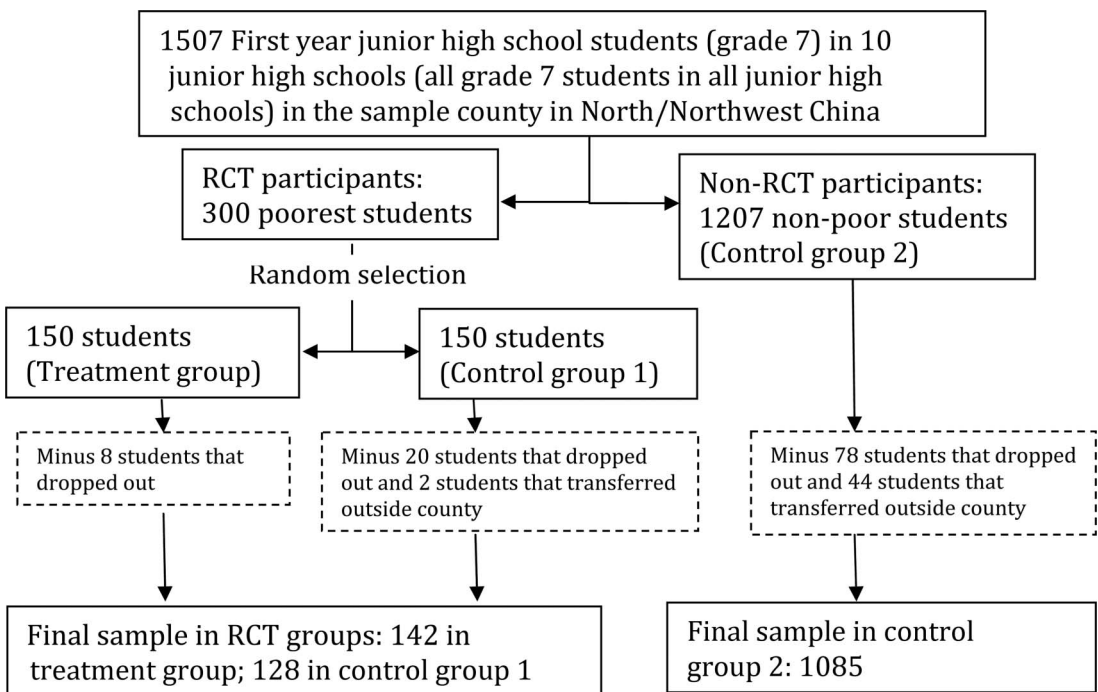 1507 First year junior high school students (grade 7) in 10
junior high schools (all grade 7 students in all junior high
schools) in the sample county in North/Northwest China
RCT participants:
300 poorest students
Non-RCT participants:
1207 non-poor students
(Control group 2)
Random selection
150 students
(Treatment group)
150 students
(Control group 1)
Minus 8 students that
dropped out
Minus 20 students that dropped
out and 2 students that transferred
outside county
Minus 78 students that dropped
out and 44 students that
transferred outside county
Final sample in RCT groups: 142 in
treatment group; 128 in control group 1
Final sample in control
group 2: 1085